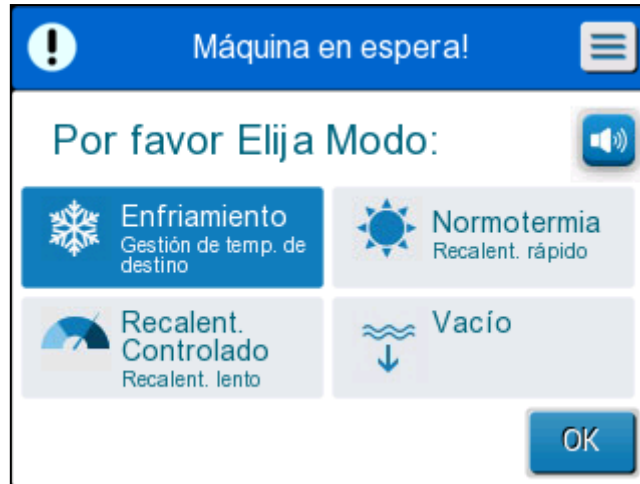 Máquina en espera!
Por favor Elija Modo:
Enfriamiento
Gestión de temp. de
destino
Normotermia
Recalent. rápido
Recalent.
Controlado
Recalent. lento
Vacío
OK